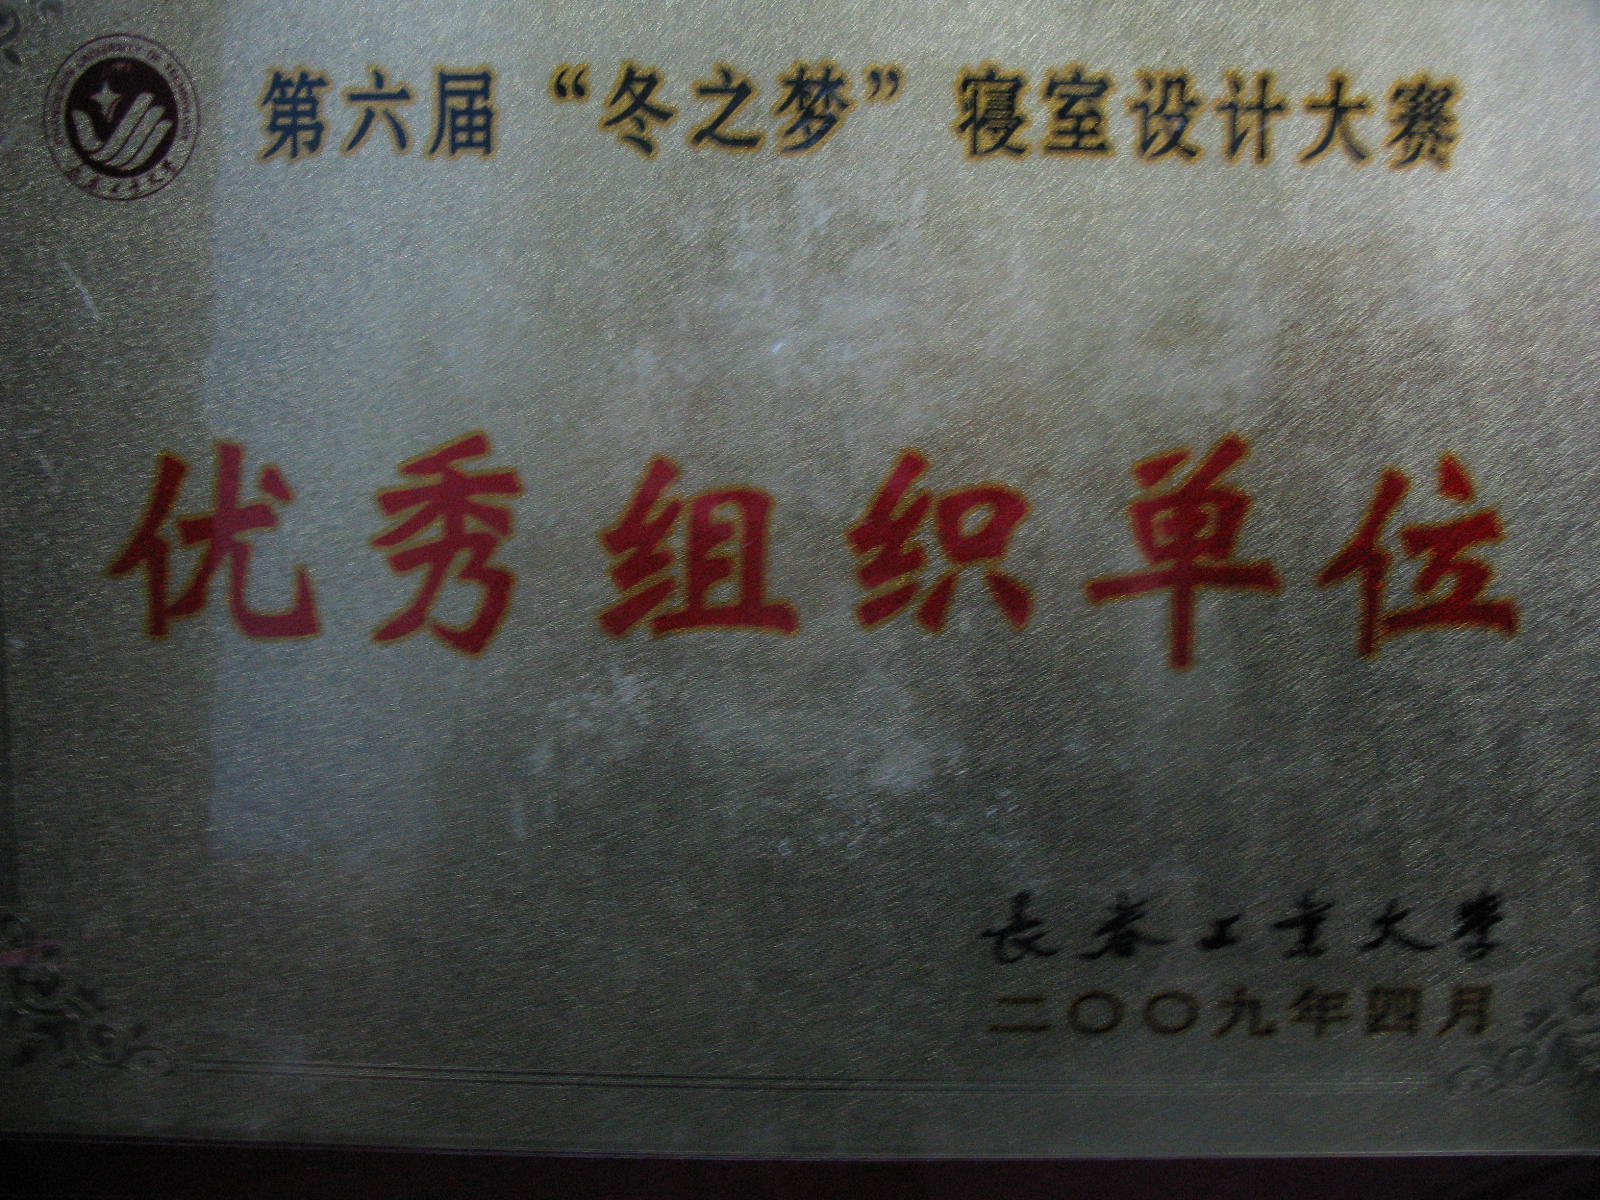 第六届“冬之梦”寝室设计大赛
优秀组织单位
长春工业大学
二〇〇九年四月